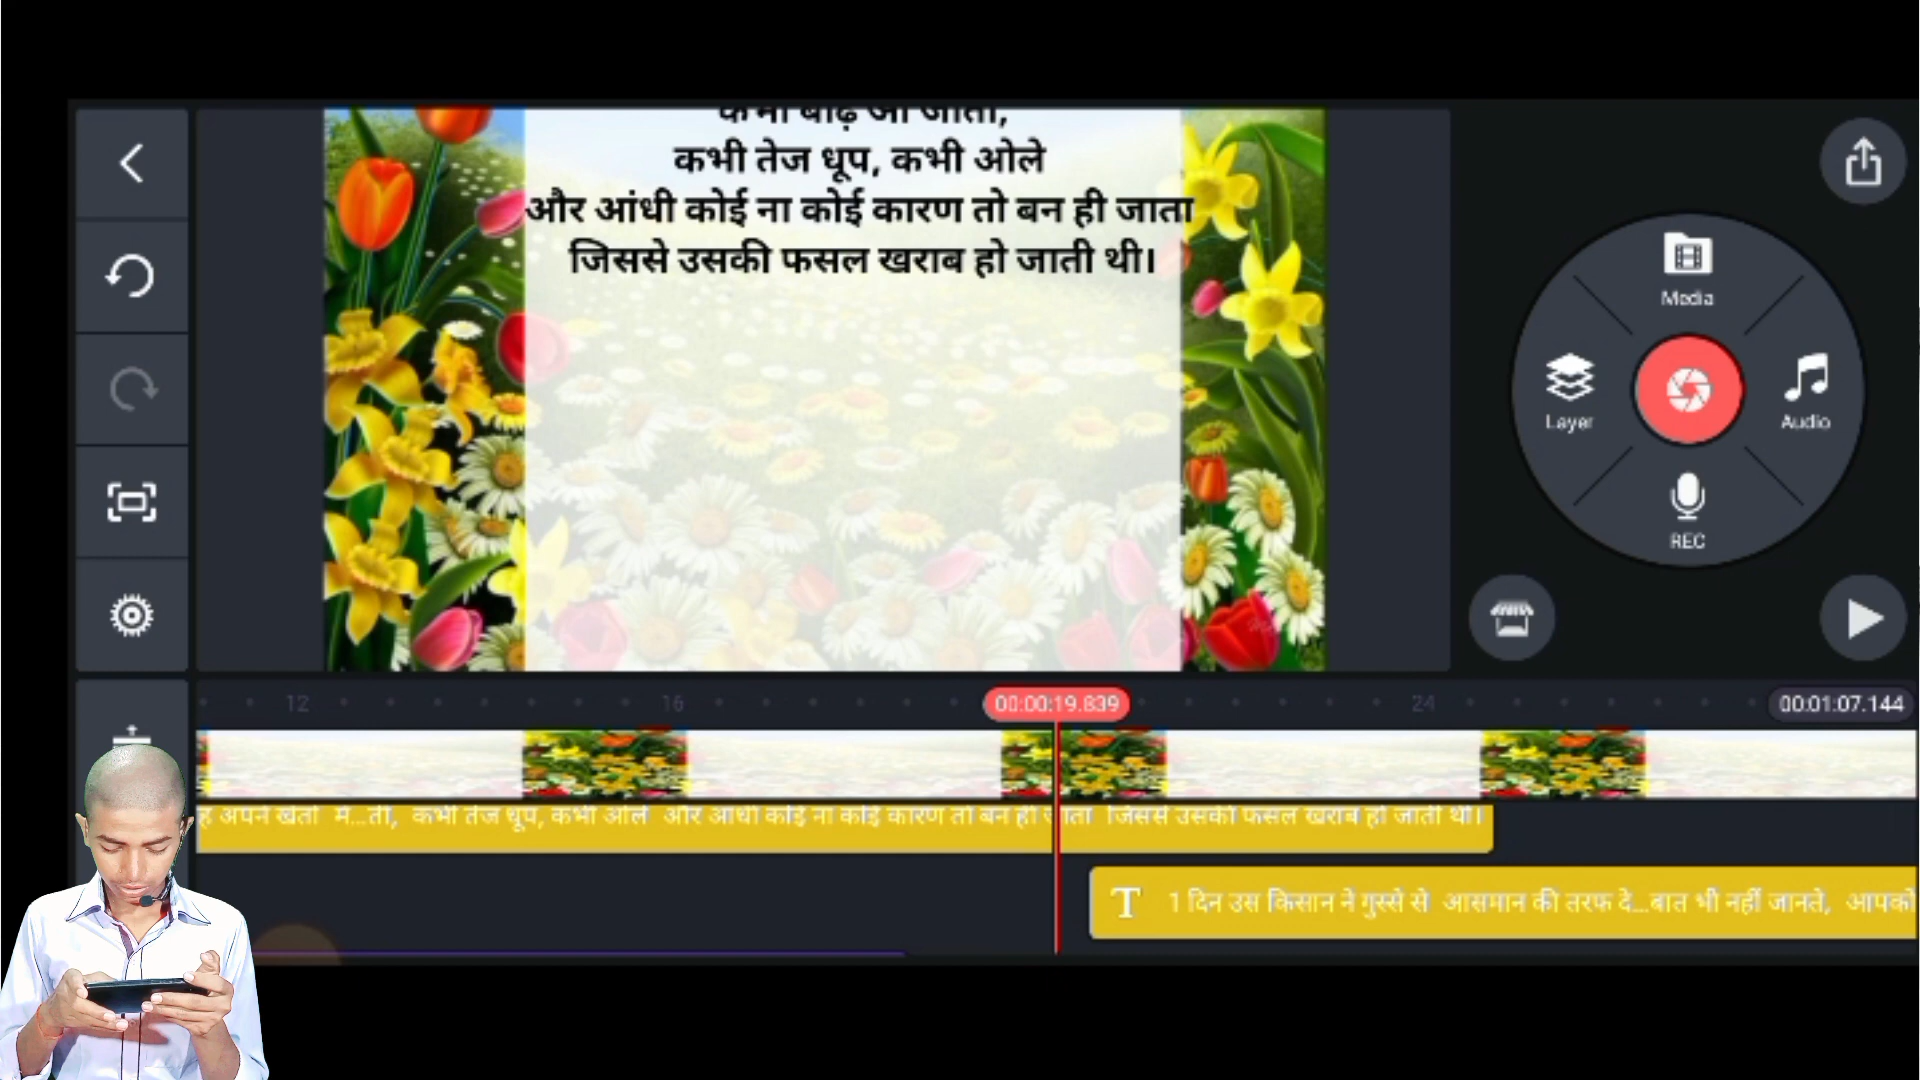 कभी बाढ़ आ जाती,
कभी तेज धूप, कभी ओले
और आंधी कोई ना कोई कारण तो बन ही जाता
जिससे उसकी फसल खराब हो जाती थी।
Media
Layer
Audio
REC
12
16
00:00:19.839
24
00:01:07.144
ह अपने खेतों में...ती, कभी तेज धूप, कभी ओले और आंधी कोई ना कोई कारण तो बन ही जाता जिससे उसकी फसल खराब हो जाती थी।
T 1 दिन उस किसान ने गुस्से से आसमान की तरफ दे...बात भी नहीं जानते, आपको